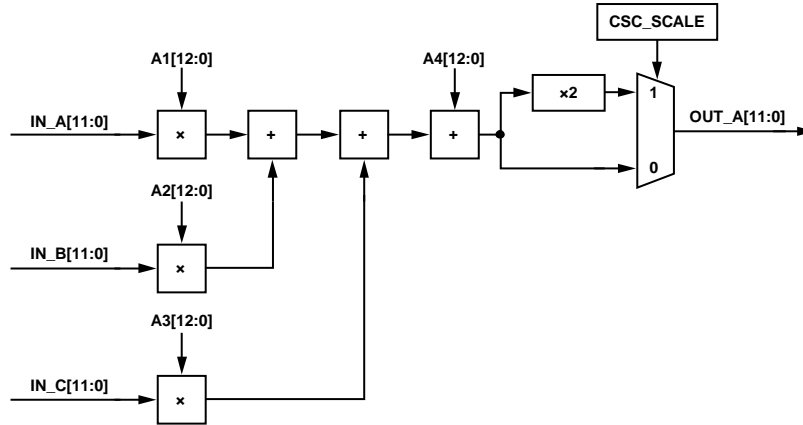 CSC_SCALE
A1[12:0]
A4[12:0]
×2
1
IN_A[11:0]
×
+
+
+
OUT_A[11:0]
0
A2[12:0]
IN_B[11:0]
×
A3[12:0]
IN_C[11:0]
×